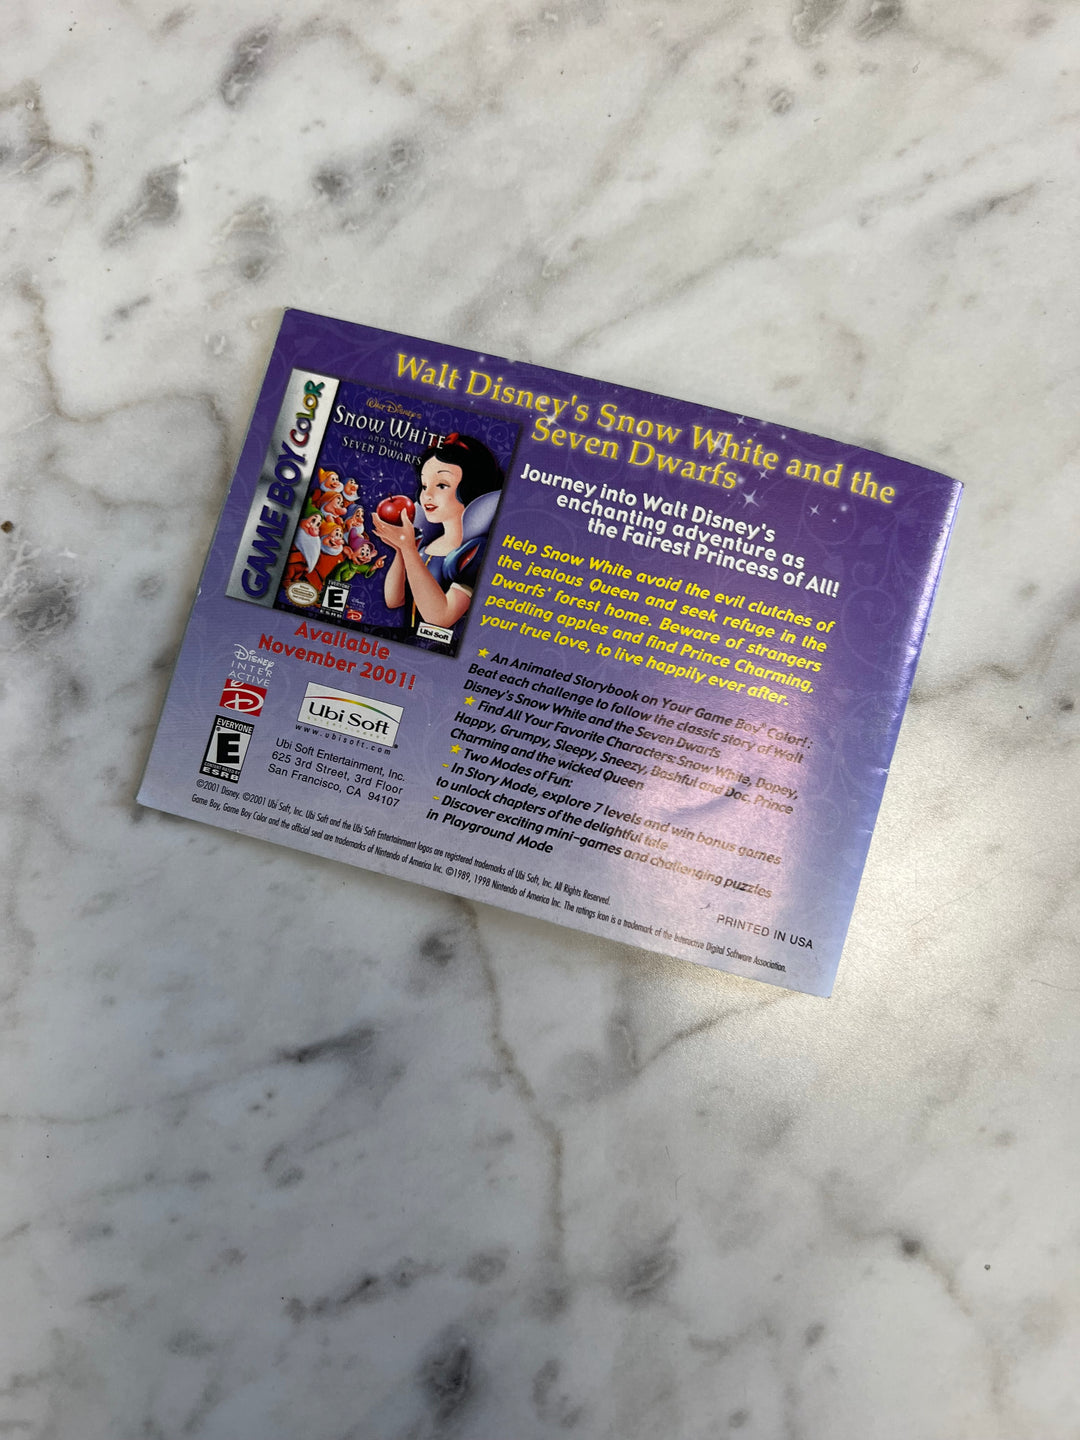 Walt Disney's Snow White and the
Seven Dwarfs
GAME BOY COLOR
Walt Disney's
SNOW WHITE
AND THE
SEVEN DWARFS
EVERYONE
E
ESRB
Ubi Soft
Journey into Walt Disney's
enchanting adventure as
the Fairest Princess of All!
Help Snow White avoid the evil clutches of
the jealous Queen and seek refuge in the
Dwarfs' forest home. Beware of strangers
peddling apples and find Prince Charming,
your true love, to live happily ever after.
Available
November 2001!
★ An Animated Storybook on Your Game Boy® Color!:
Beat each challenge to follow the classic story of Walt
Disney's Snow White and the Seven Dwarfs
★ Find All Your Favorite Characters: Snow White, Dopey,
Happy, Grumpy, Sleepy, Sneezy, Bashful and Doc, Prince
Charming and the wicked Queen
★ Two Modes of Fun:
- In Story Mode, explore 7 levels and win bonus games
to unlock chapters of the delightful tale
- Discover exciting mini-games and challenging puzzles
in Playground Mode
Disney
INTER
ACTIVE
D
EVERYONE
E
ESRB
Ubi Soft
ENTERTAINMENT
www.ubisoft.com
Ubi Soft Entertainment, Inc.
625 3rd Street, 3rd Floor
San Francisco, CA 94107
©2001 Disney. ©2001 Ubi Soft, Inc. Ubi Soft and the Ubi Soft Entertainment logos are registered trademarks of Ubi Soft, Inc. All Rights Reserved.
Game Boy, Game Boy Color and the official seal are trademarks of Nintendo of America Inc. ©1989, 1998 Nintendo of America Inc. The ratings icon is a trademark of the Interactive Digital Software Association.
PRINTED IN USA